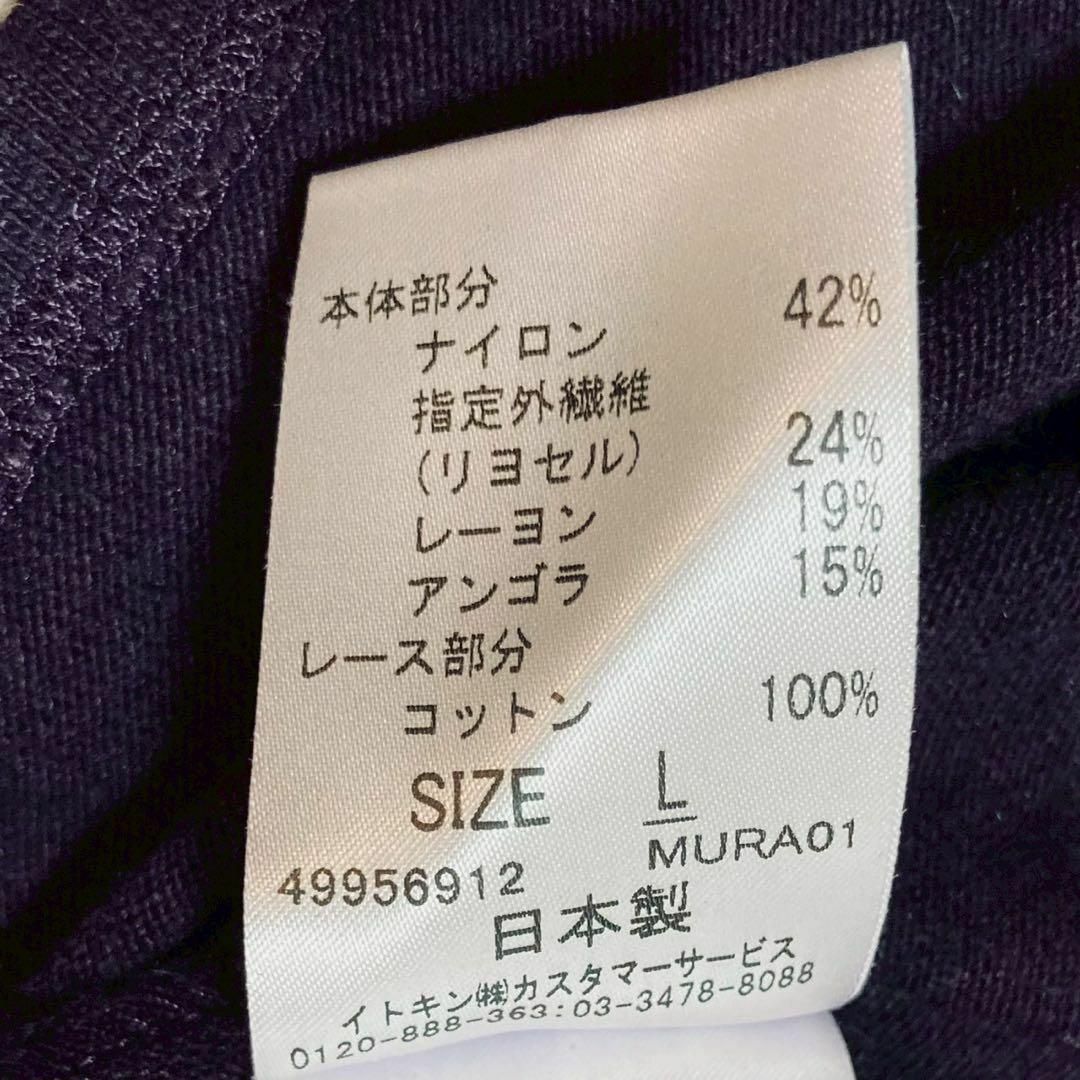 本体部分
ナイロン 42%
指定外繊維
(リヨセル) 24%
レーヨン 19%
アンゴラ 15%
レース部分
コットン 100%
SIZE L
49956912 MURA01
日本製
イトキン㈱カスタマーサービス
0120-888-363:03-3478-8088